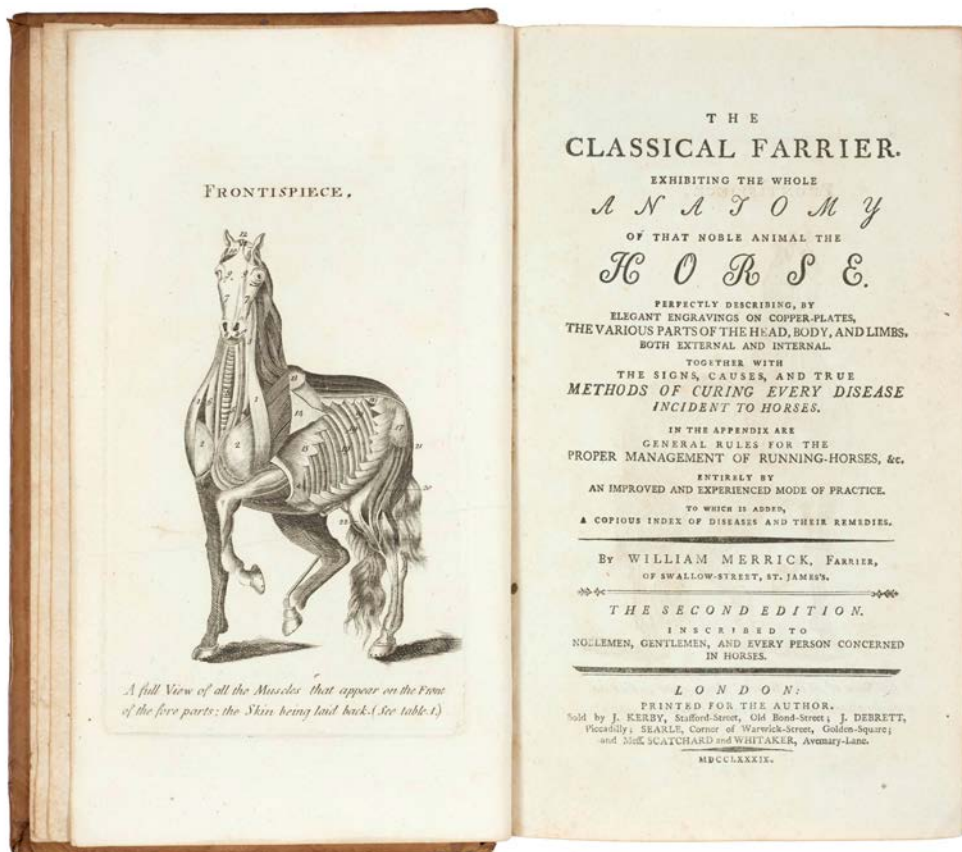 FRONTISPIECE.
A full View of all the Muscles that appear on the Front
of the fore parts; the Skin being laid back. (See table 1.)
THE
CLASSICAL FARRIER.
EXHIBITING THE WHOLE
ANATOMY
OF THAT NOBLE ANIMAL THE
HORSE.
PERFECTLY DESCRIBING, BY
ELEGANT ENGRAVINGS ON COPPER-PLATES,
THE VARIOUS PARTS OF THE HEAD, BODY, AND LIMBS,
BOTH EXTERNAL AND INTERNAL.
TOGETHER WITH
THE SIGNS, CAUSES, AND TRUE
METHODS OF CURING EVERY DISEASE
INCIDENT TO HORSES.
IN THE APPENDIX ARE
GENERAL RULES FOR THE
PROPER MANAGEMENT OF RUNNING-HORSES, &c.
ENTIRELY BY
AN IMPROVED AND EXPERIENCED MODE OF PRACTICE.
TO WHICH IS ADDED,
A COPIOUS INDEX OF DISEASES AND THEIR REMEDIES.
By WILLIAM MERRICK, FARRIER,
OF SWALLOW-STREET, ST. JAMES'S.
THE SECOND EDITION.
INSCRIBED TO
NOBLEMEN, GENTLEMEN, AND EVERY PERSON CONCERNED
IN HORSES.
LONDON:
PRINTED FOR THE AUTHOR.
Sold by J. KERBY, Stafford-Street, Old Bond-Street; J. DEBRETT,
Piccadilly; SEARLE, Corner of Warwick-Street, Golden-Square;
and Meſſ. SCATCHARD and WHITAKER, Avemary-Lane.
MDCCLXXXIX.